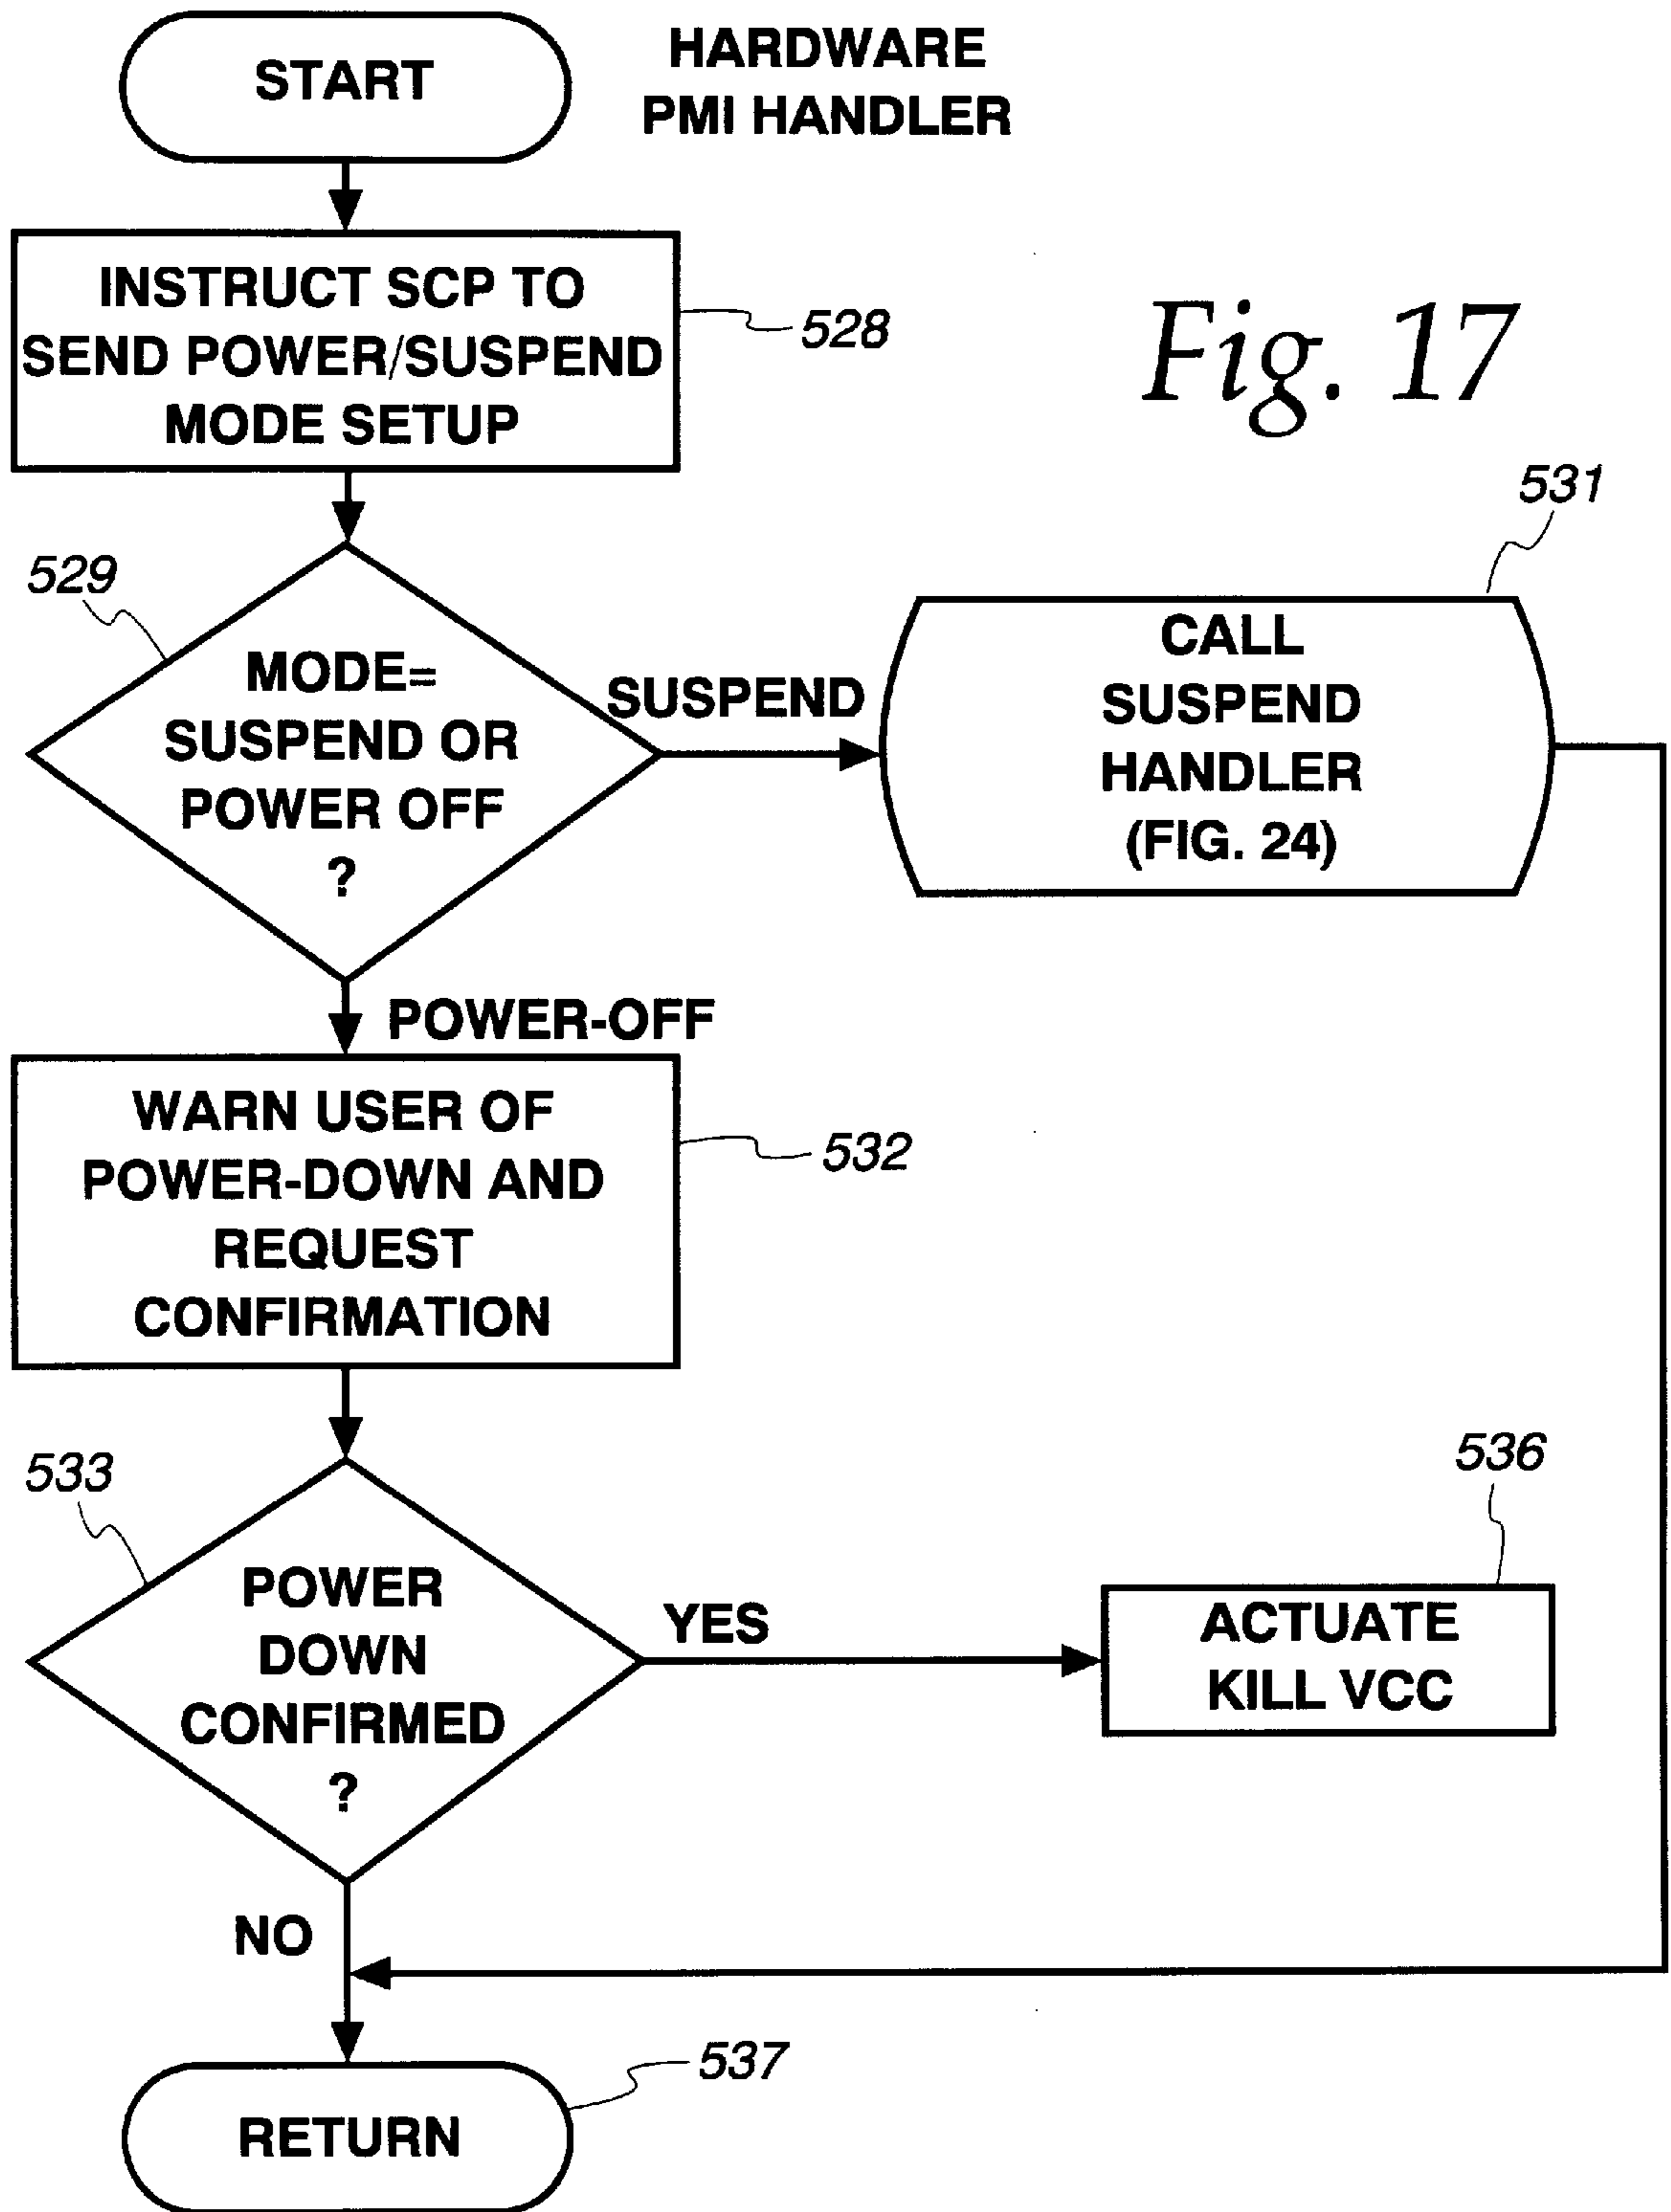 START
HARDWARE
PMI HANDLER
INSTRUCT SCP TO
SEND POWER/SUSPEND
MODE SETUP
528
Fig. 17
529
MODE=
SUSPEND OR
POWER OFF
?
SUSPEND
531
CALL
SUSPEND
HANDLER
(FIG. 24)
POWER-OFF
WARN USER OF
POWER-DOWN AND
REQUEST
CONFIRMATION
532
533
POWER
DOWN
CONFIRMED
?
YES
536
ACTUATE
KILL VCC
NO
RETURN
537